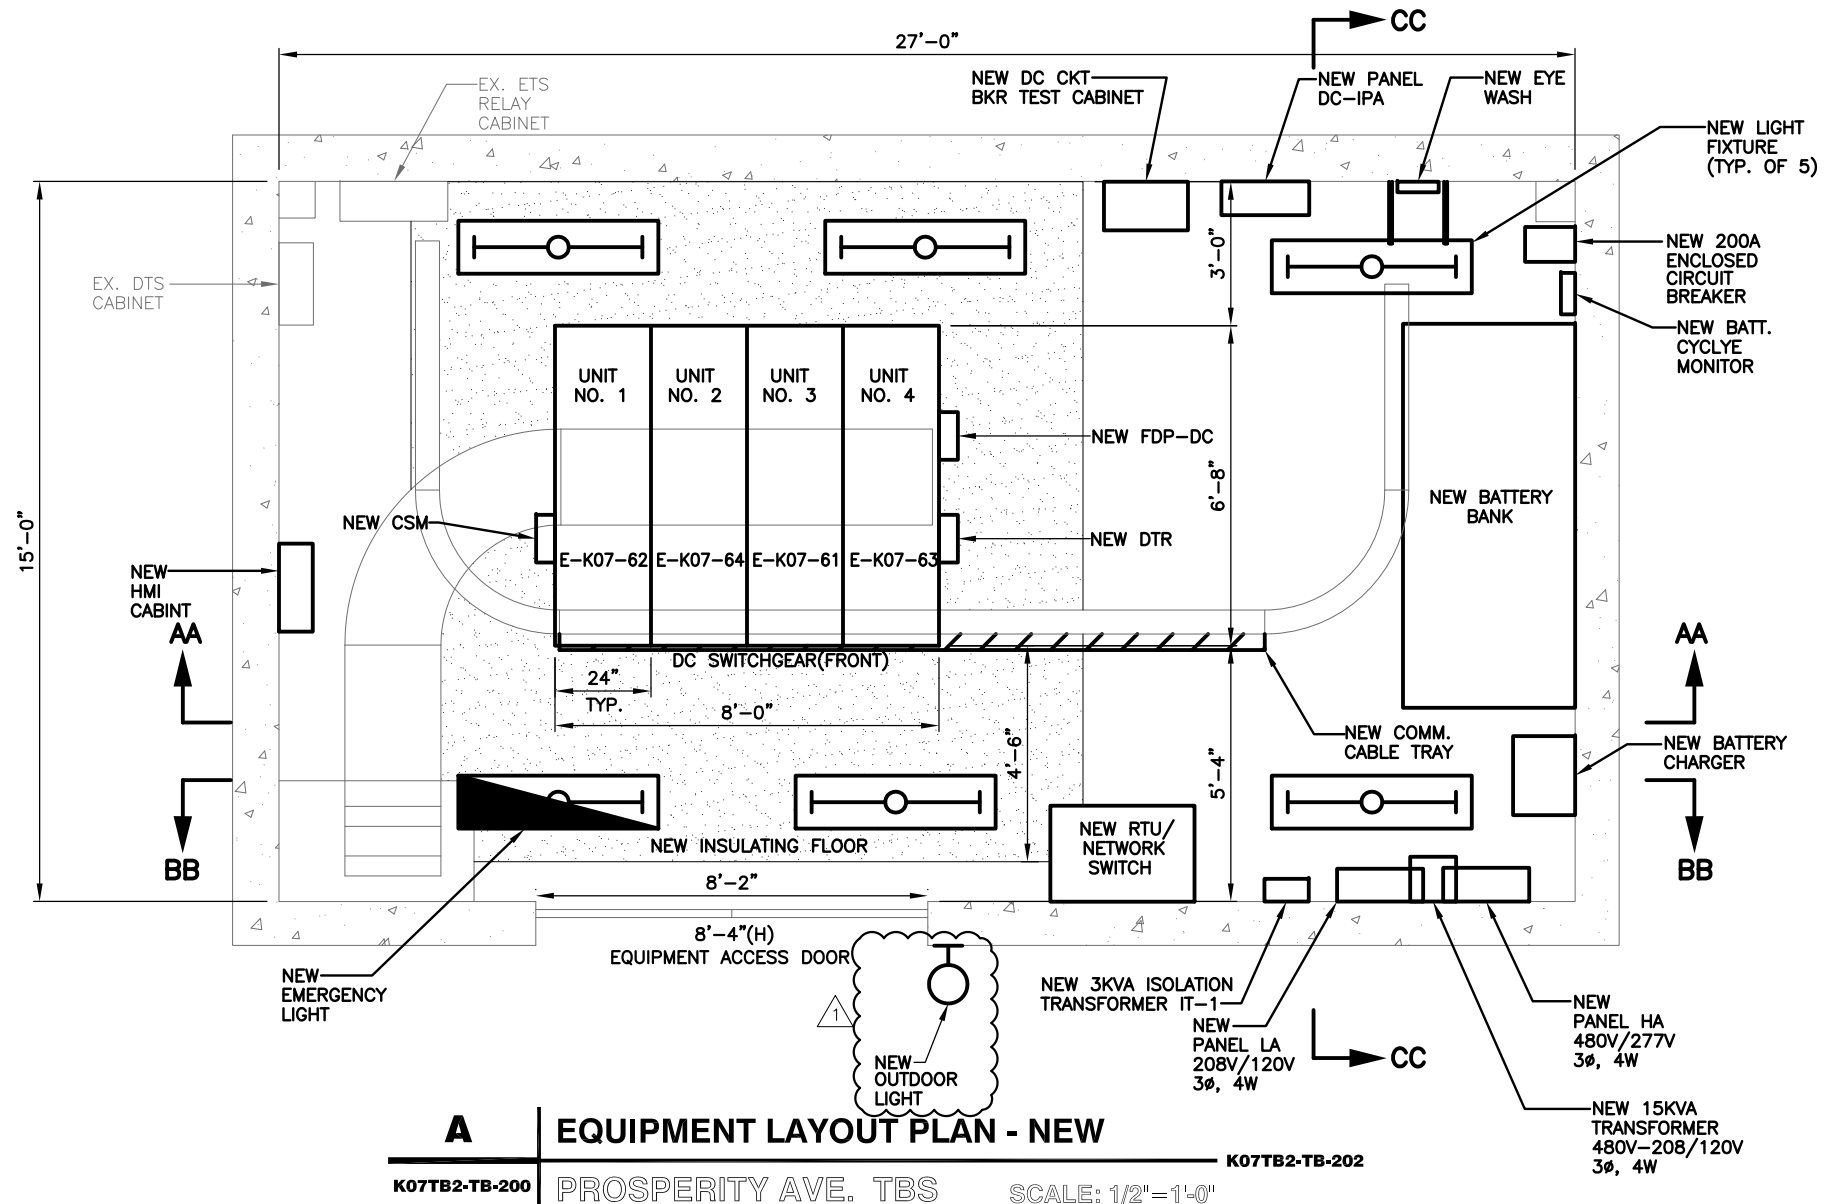 CC
27'-0"
EX. ETS
RELAY
CABINET
NEW DC CKT
BKR TEST CABINET
NEW PANEL
DC-IPA
NEW EYE
WASH
NEW LIGHT
FIXTURE
(TYP. OF 5)
EX. DTS
CABINET
3'-0"
NEW 200A
ENCLOSED
CIRCUIT
BREAKER
NEW BATT.
CYCLYE
MONITOR
UNIT
NO. 1
UNIT
NO. 2
UNIT
NO. 3
UNIT
NO. 4
NEW FDP-DC
6'-8"
NEW BATTERY
BANK
15'-0"
NEW CSM
NEW DTR
E-K07-62
E-K07-64
E-K07-61
E-K07-63
NEW
HMI
CABINT
AA
AA
DC SWITCHGEAR(FRONT)
24"
TYP.
8'-0"
4'-6"
5'-4"
NEW COMM.
CABLE TRAY
NEW BATTERY
CHARGER
NEW INSULATING FLOOR
NEW RTU/
NETWORK
SWITCH
BB
BB
8'-2"
8'-4"(H)
EQUIPMENT ACCESS DOOR
NEW
EMERGENCY
LIGHT
1
NEW
OUTDOOR
LIGHT
NEW 3KVA ISOLATION
TRANSFORMER IT-1
NEW
PANEL LA
208V/120V
3ø, 4W
CC
NEW
PANEL HA
480V/277V
3ø, 4W
NEW 15KVA
TRANSFORMER
480V-208/120V
3ø, 4W
A
EQUIPMENT LAYOUT PLAN - NEW
K07TB2-TB-202
K07TB2-TB-200
PROSPERITY AVE. TBS
SCALE: 1/2"=1'-0"